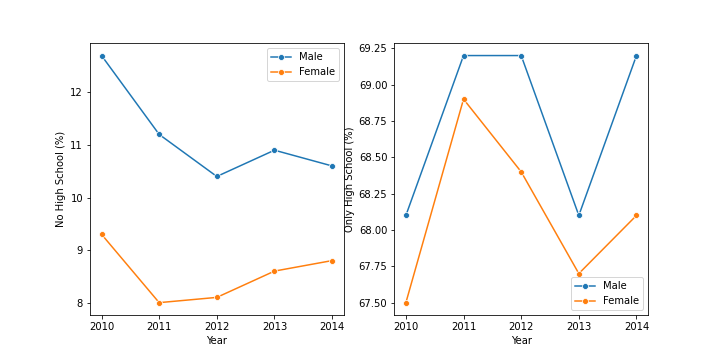 No High School (%)
12
11
10
9
8
2010 2011 2012 2013 2014
Year
Male
Female
Only High School (%)
69.25
69.00
68.75
68.50
68.25
68.00
67.75
67.50
2010 2011 2012 2013 2014
Year
Male
Female